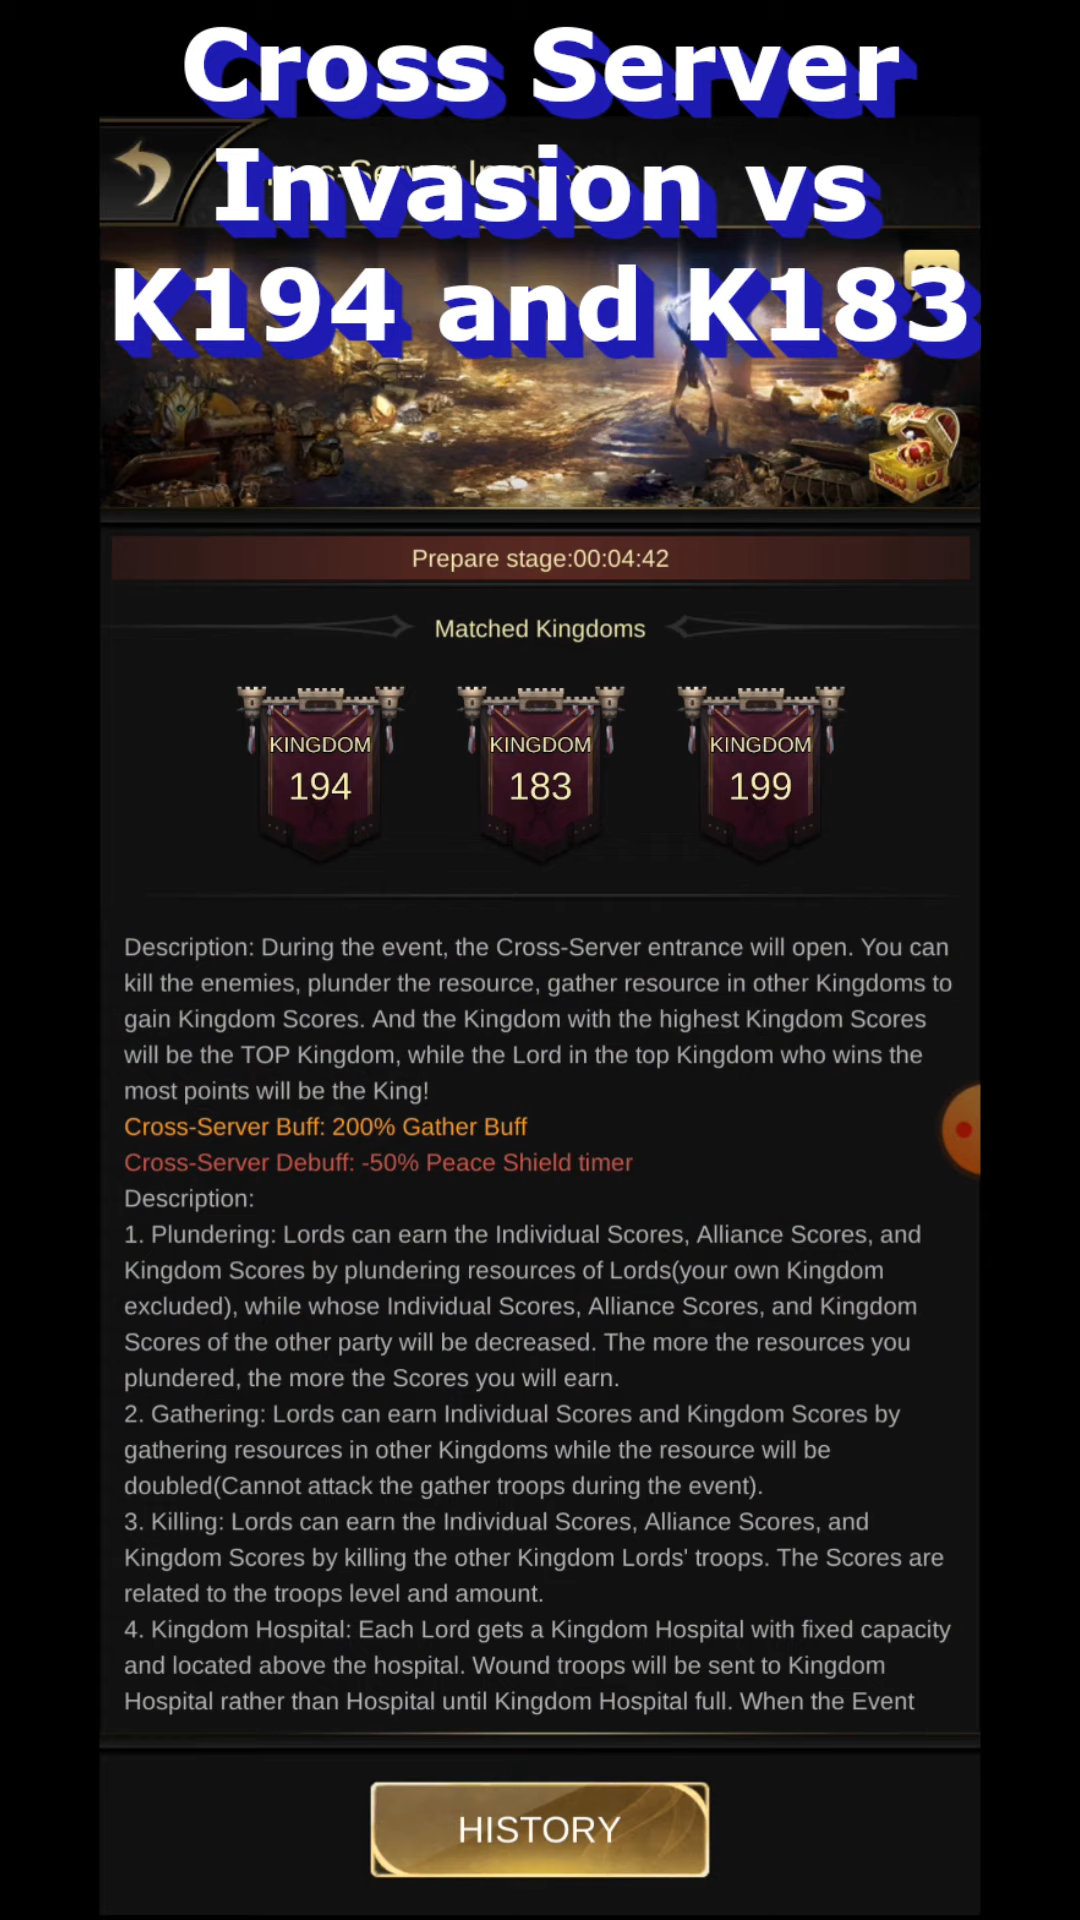 Cross Server
Invasion vs
K194 and K183
Prepare stage:00:04:42
Matched Kingdoms
KINGDOM
194
KINGDOM
183
KINGDOM
199
Description: During the event, the Cross-Server entrance will open. You can
kill the enemies, plunder the resource, gather resource in other Kingdoms to
gain Kingdom Scores. And the Kingdom with the highest Kingdom Scores
will be the TOP Kingdom, while the Lord in the top Kingdom who wins the
most points will be the King!
Cross-Server Buff: 200% Gather Buff
Cross-Server Debuff: -50% Peace Shield timer
Description:
1. Plundering: Lords can earn the Individual Scores, Alliance Scores, and
Kingdom Scores by plundering resources of Lords(your own Kingdom
excluded), while whose Individual Scores, Alliance Scores, and Kingdom
Scores of the other party will be decreased. The more the resources you
plundered, the more the Scores you will earn.
2. Gathering: Lords can earn Individual Scores and Kingdom Scores by
gathering resources in other Kingdoms while the resource will be
doubled(Cannot attack the gather troops during the event).
3. Killing: Lords can earn the Individual Scores, Alliance Scores, and
Kingdom Scores by killing the other Kingdom Lords' troops. The Scores are
related to the troops level and amount.
4. Kingdom Hospital: Each Lord gets a Kingdom Hospital with fixed capacity
and located above the hospital. Wound troops will be sent to Kingdom
Hospital rather than Hospital until Kingdom Hospital full. When the Event
HISTORY